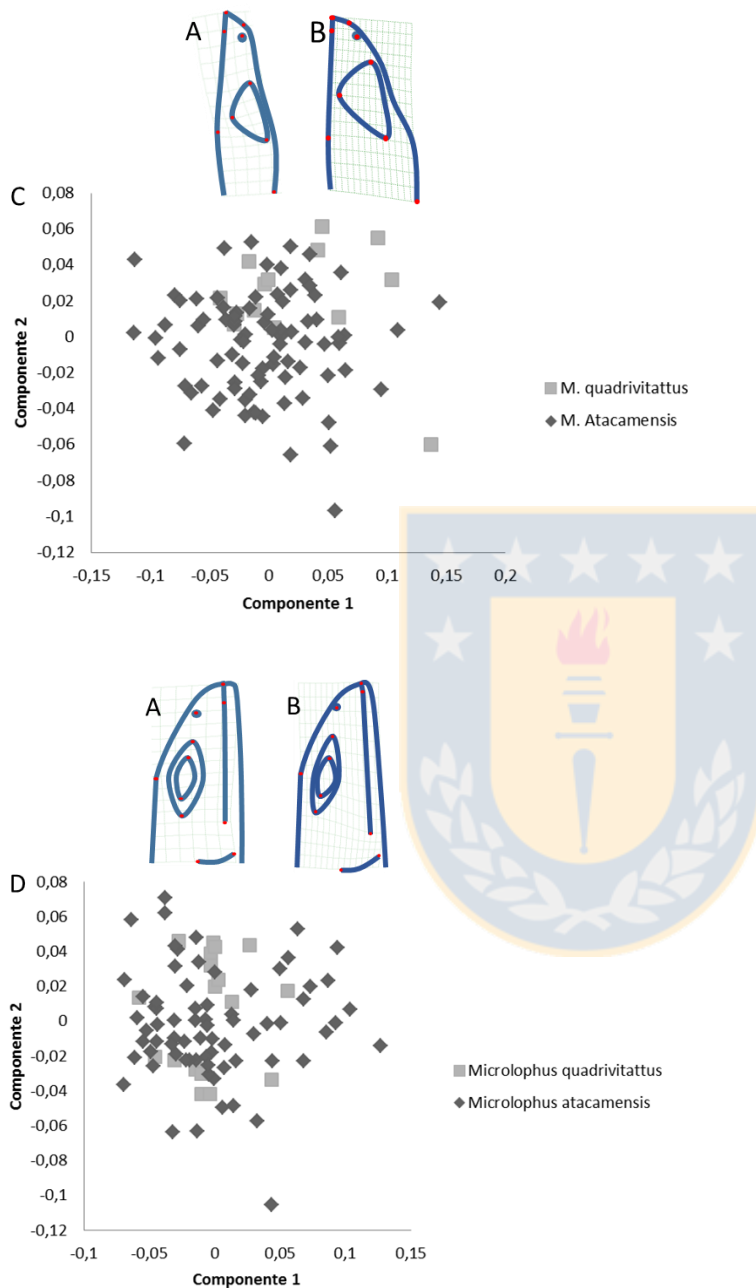 A
B
C
0,08
0,06
0,04
0,02
0
-0,02
-0,04
-0,06
-0,08
-0,1
-0,12
Componente 2
-0,15 -0,1 -0,05 0 0,05 0,1 0,15 0,2
Componente 1
M. quadrivitattus
M. Atacamensis
A
B
D
0,08
0,06
0,04
0,02
0
-0,02
-0,04
-0,06
-0,08
-0,1
-0,12
Componente 2
-0,1 -0,05 0 0,05 0,1 0,15
Componente 1
Microlophus quadrivitattus
Microlophus atacamensis